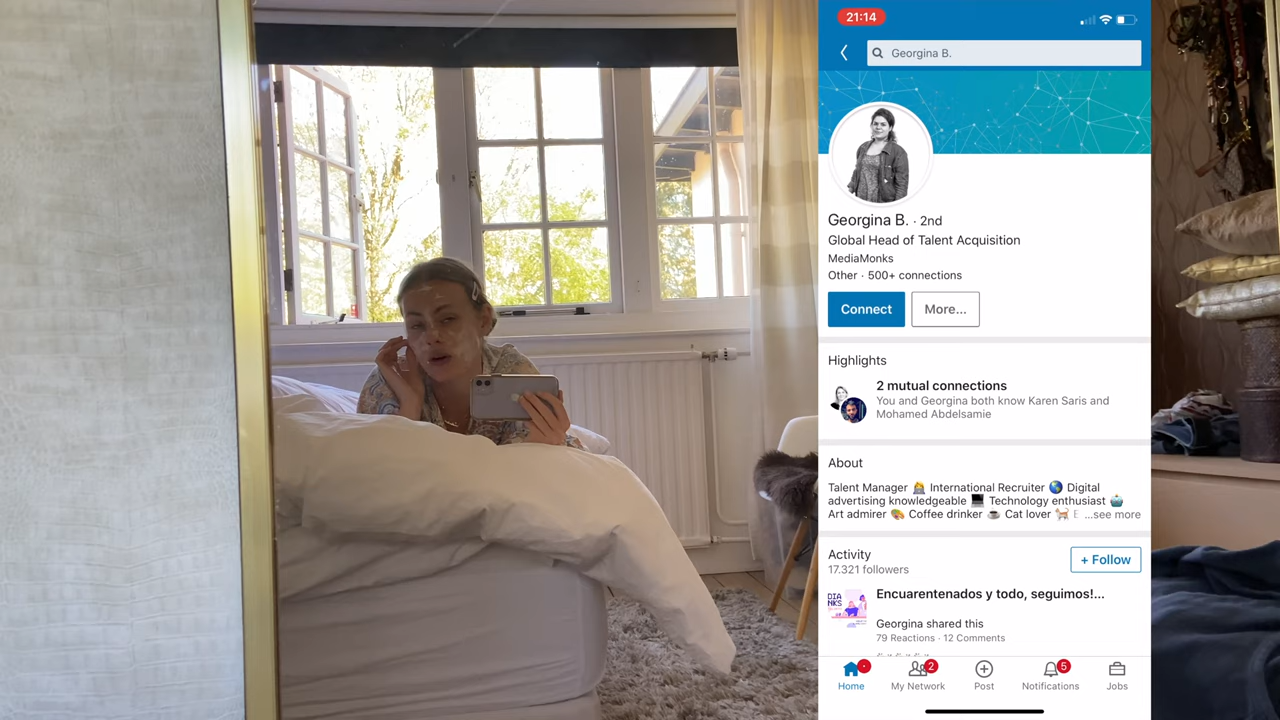 21:14
Georgina B.
Georgina B. · 2nd
Global Head of Talent Acquisition
MediaMonks
Other · 500+ connections
Connect
More...
Highlights
2 mutual connections
You and Georgina both know Karen Saris and
Mohamed Abdelsamie
About
Talent Manager 👩‍💼 International Recruiter 🌎 Digital
advertising knowledgeable 💻 Technology enthusiast 🤖
Art admirer 🎨 Coffee drinker ☕ Cat lover 🐈 ...see more
Activity
17.321 followers
+ Follow
Encuarentenados y todo, seguimos!...
Georgina shared this
79 Reactions · 12 Comments
2
5
Home
My Network
Post
Notifications
Jobs